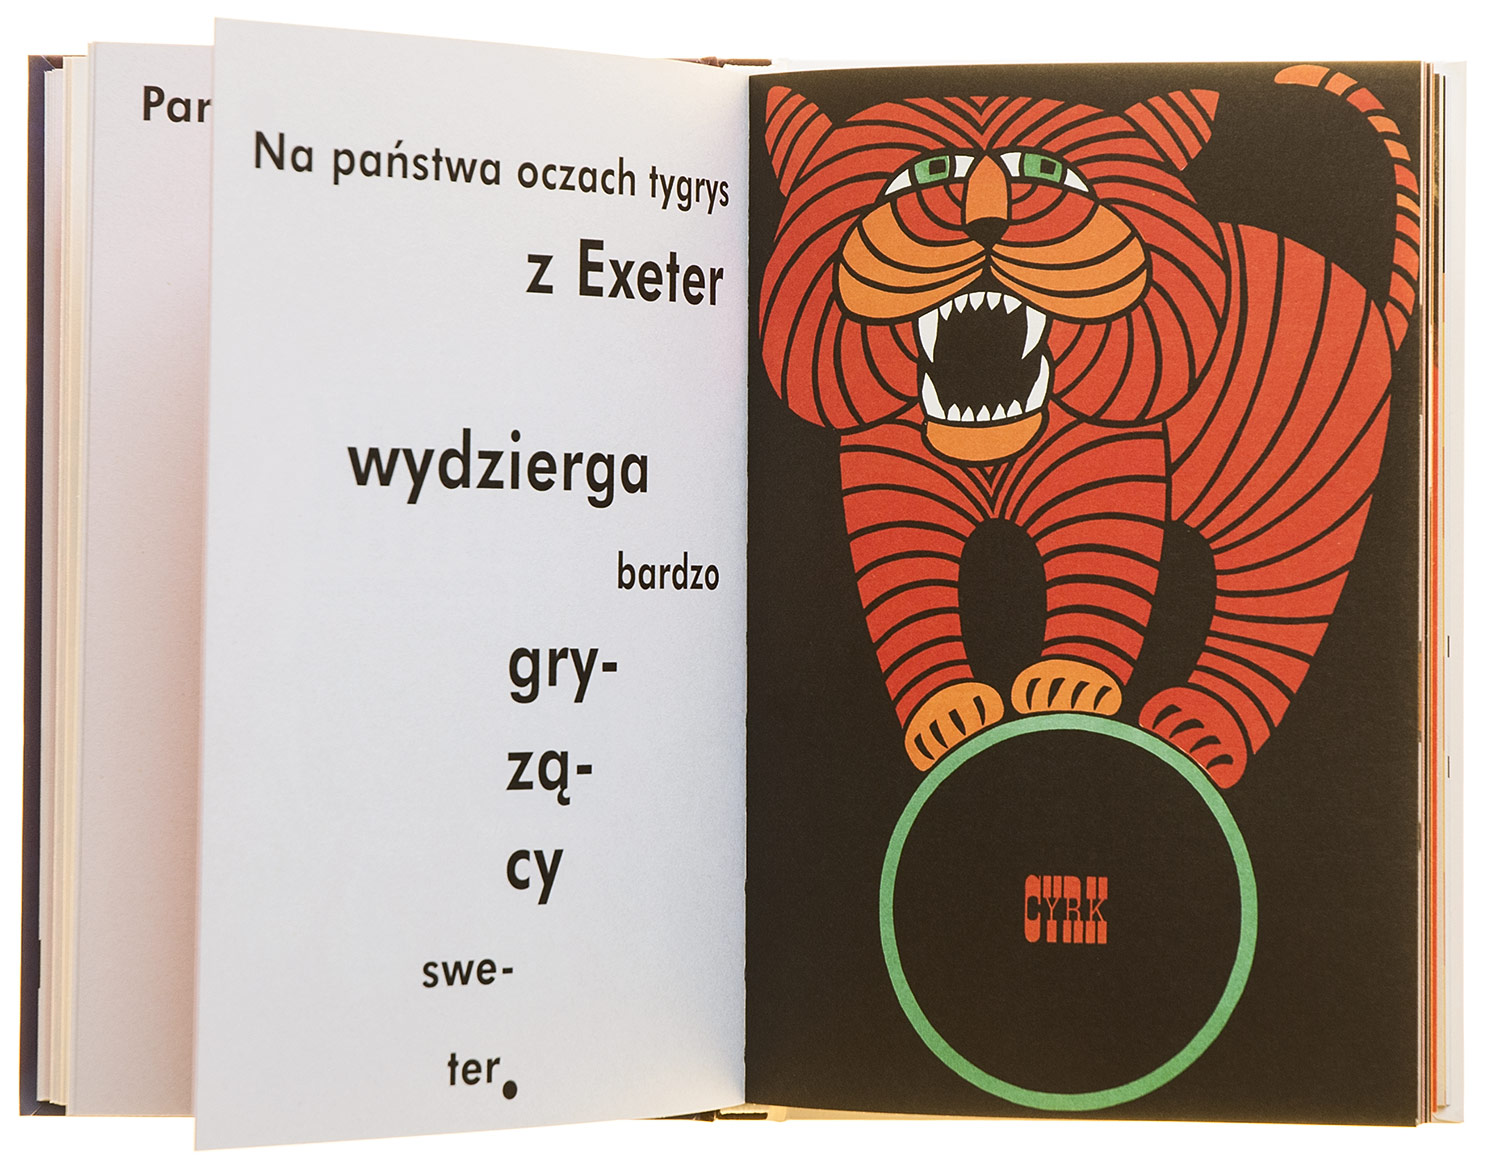 Par
Na państwa oczach tygrys
z Exeter
wydzierga
bardzo
gry-
zą-
cy
swe-
ter.
CYRK